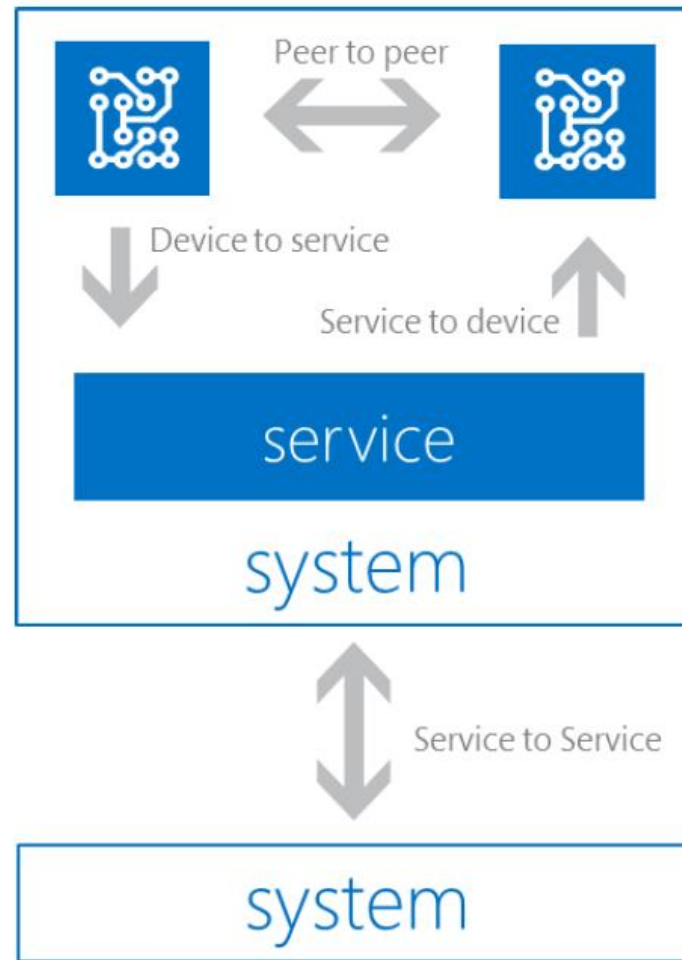 Peer to peer
Device to service
Service to device
service
system
Service to Service
system